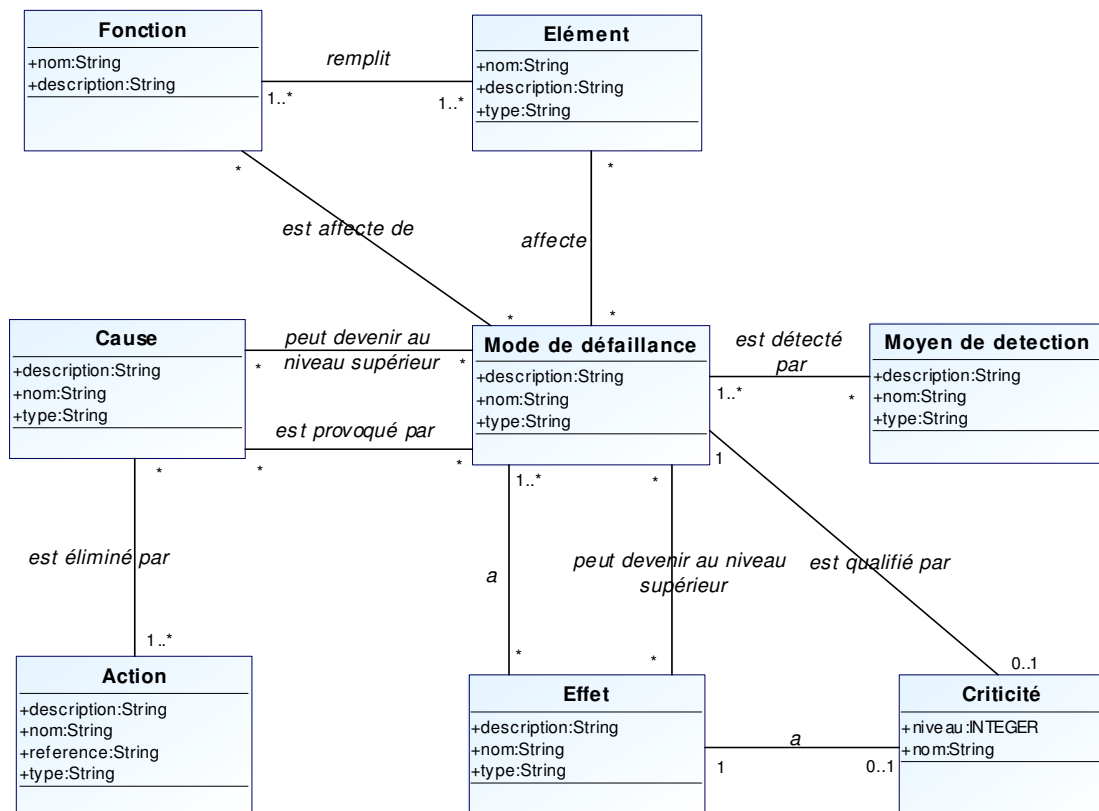 Fonction
+nom:String
+description:String
remplit
1..*
1..*
Elément
+nom:String
+description:String
+type:String
*
*
est affecte de
affecte
*
*
Cause
+description:String
+nom:String
+type:String
peut devenir au
niveau supérieur
*
*
est provoqué par
*
*
Mode de défaillance
+description:String
+nom:String
+type:String
est détecté
par
1..*
*
Moyen de detection
+description:String
+nom:String
+type:String
*
1..*
*
1
est éliminé par
a
peut devenir au niveau
supérieur
est qualifié par
1..*
*
*
0..1
Action
+description:String
+nom:String
+reference:String
+type:String
Effet
+description:String
+nom:String
+type:String
a
1
0..1
Criticité
+niveau:INTEGER
+nom:String